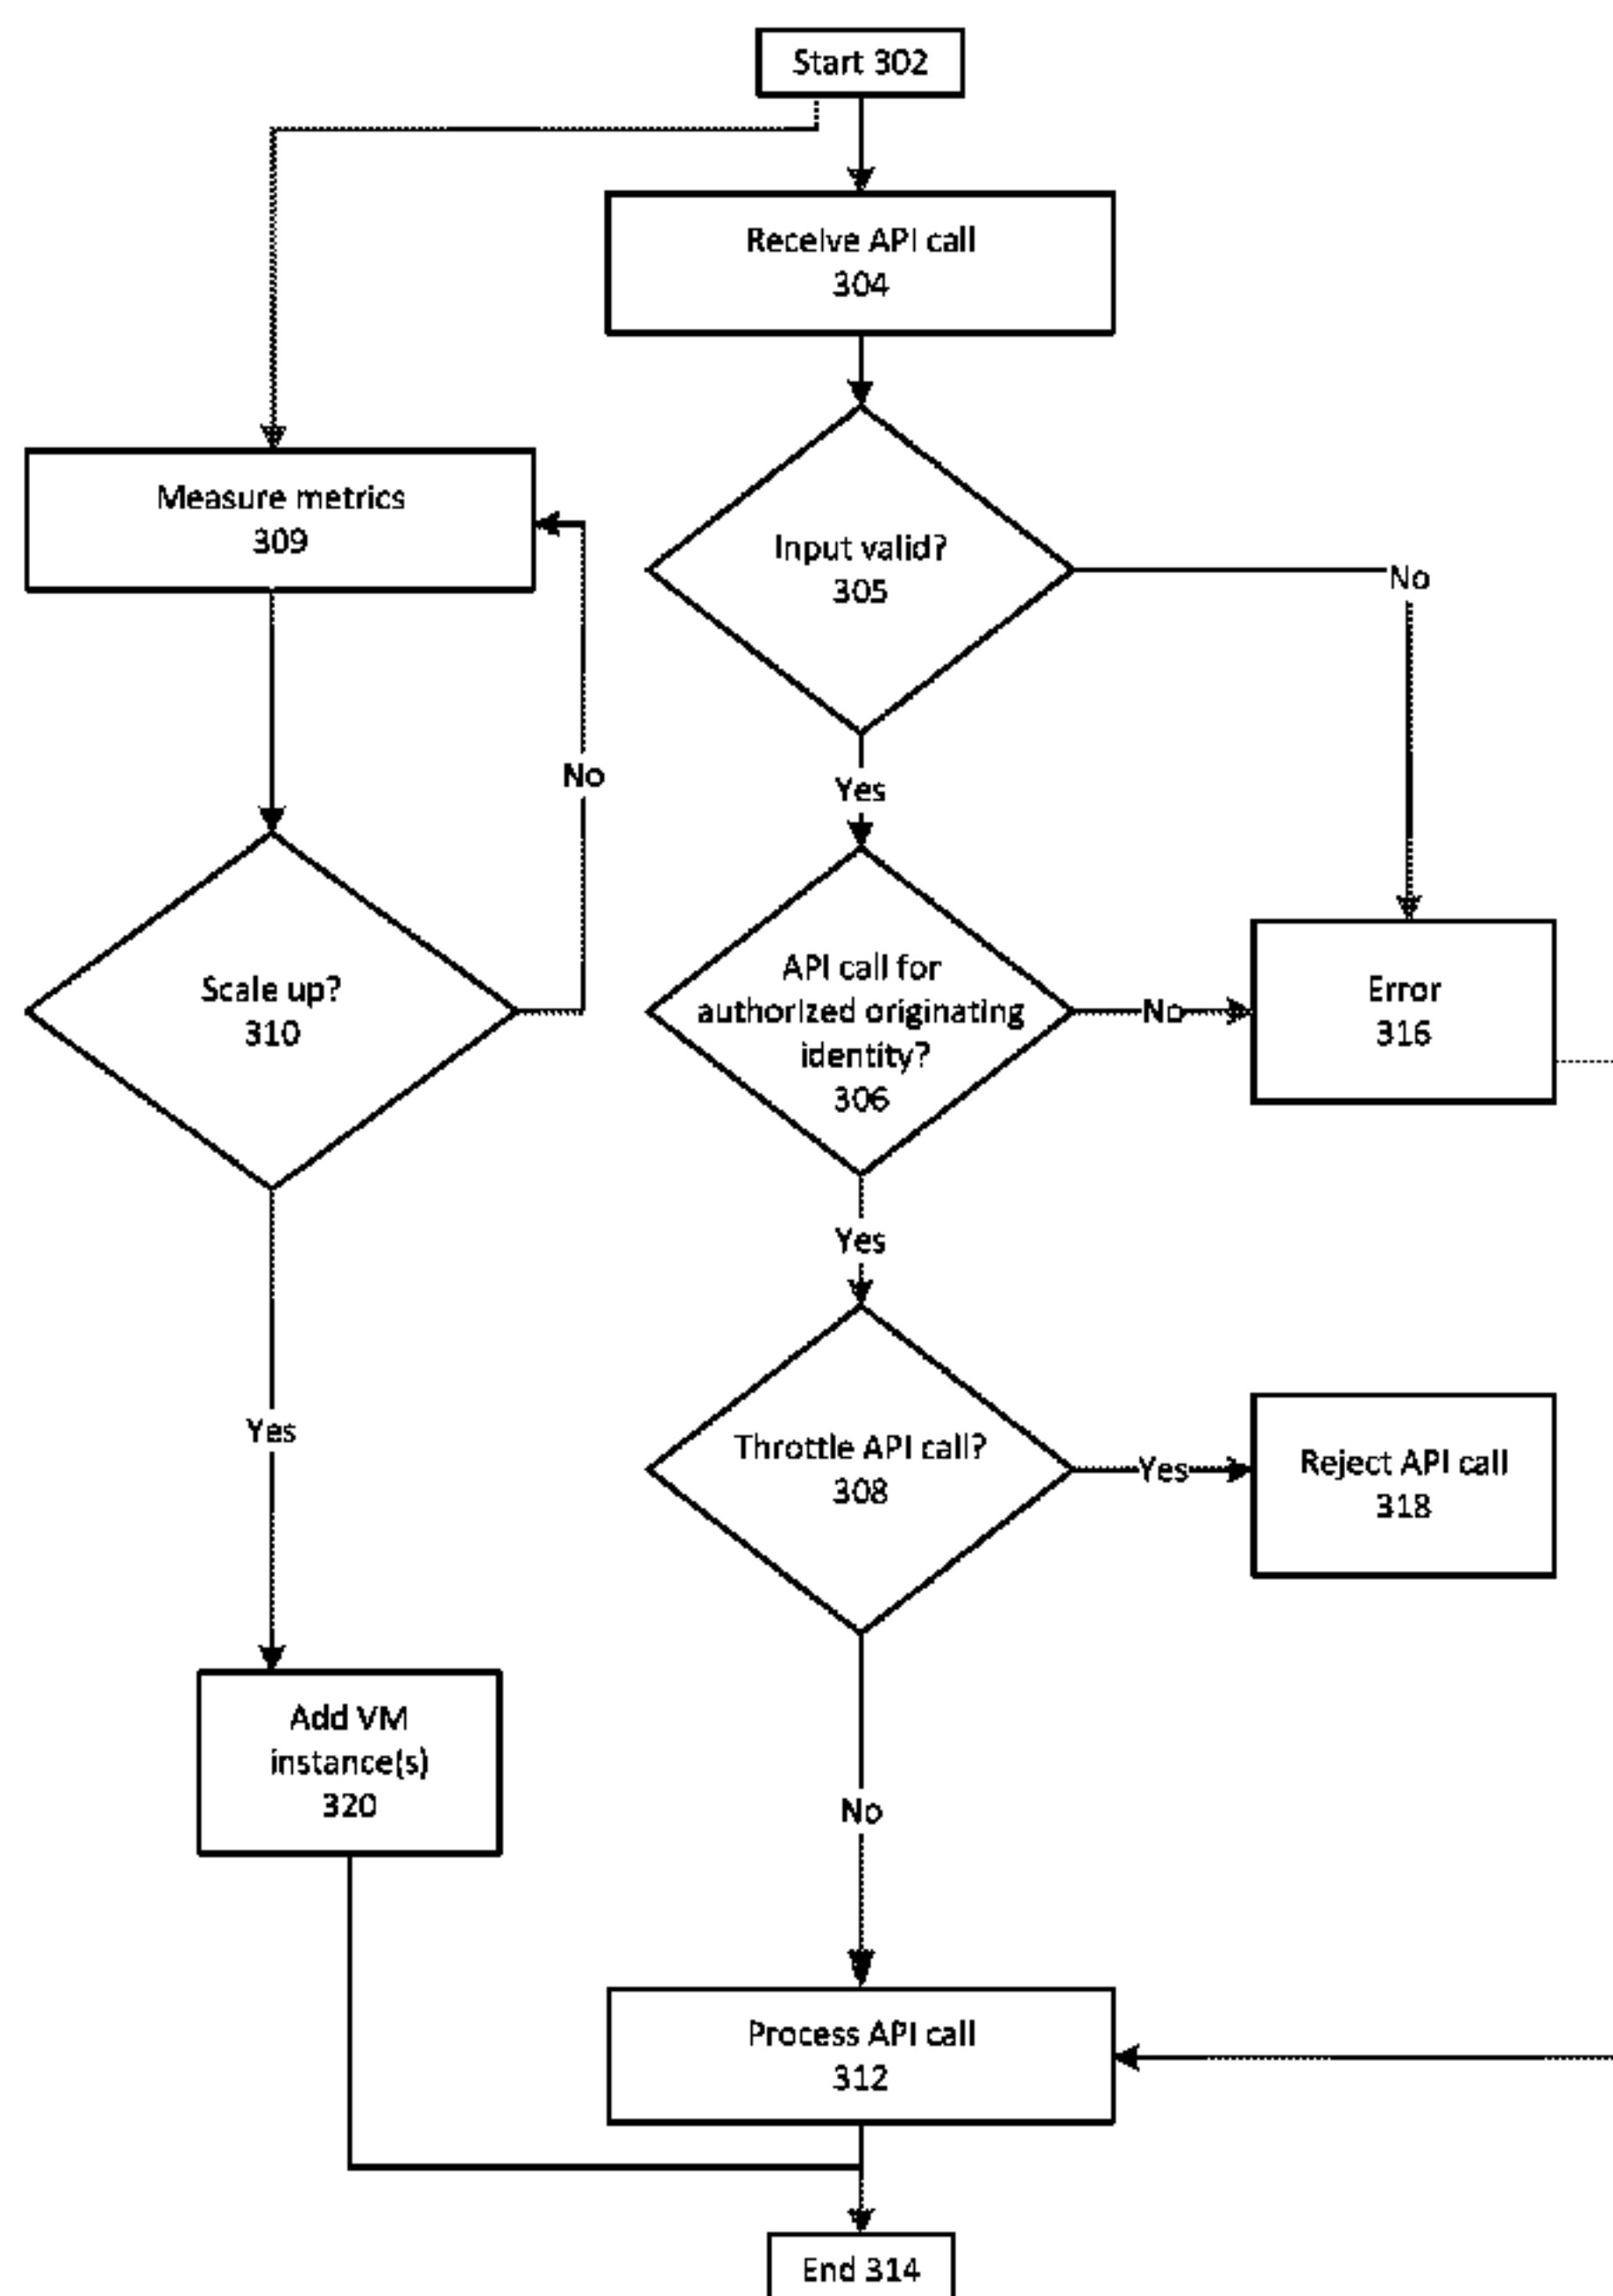 Start 302
Receive API call
304
Measure metrics
309
Input valid?
305
No
No
Yes
API call for
authorized originating
identity?
306
No
Error
316
Scale up?
310
Yes
Yes
Throttle API call?
308
Yes
Reject API call
318
Add VM
instance(s)
320
No
Process API call
312
End 314